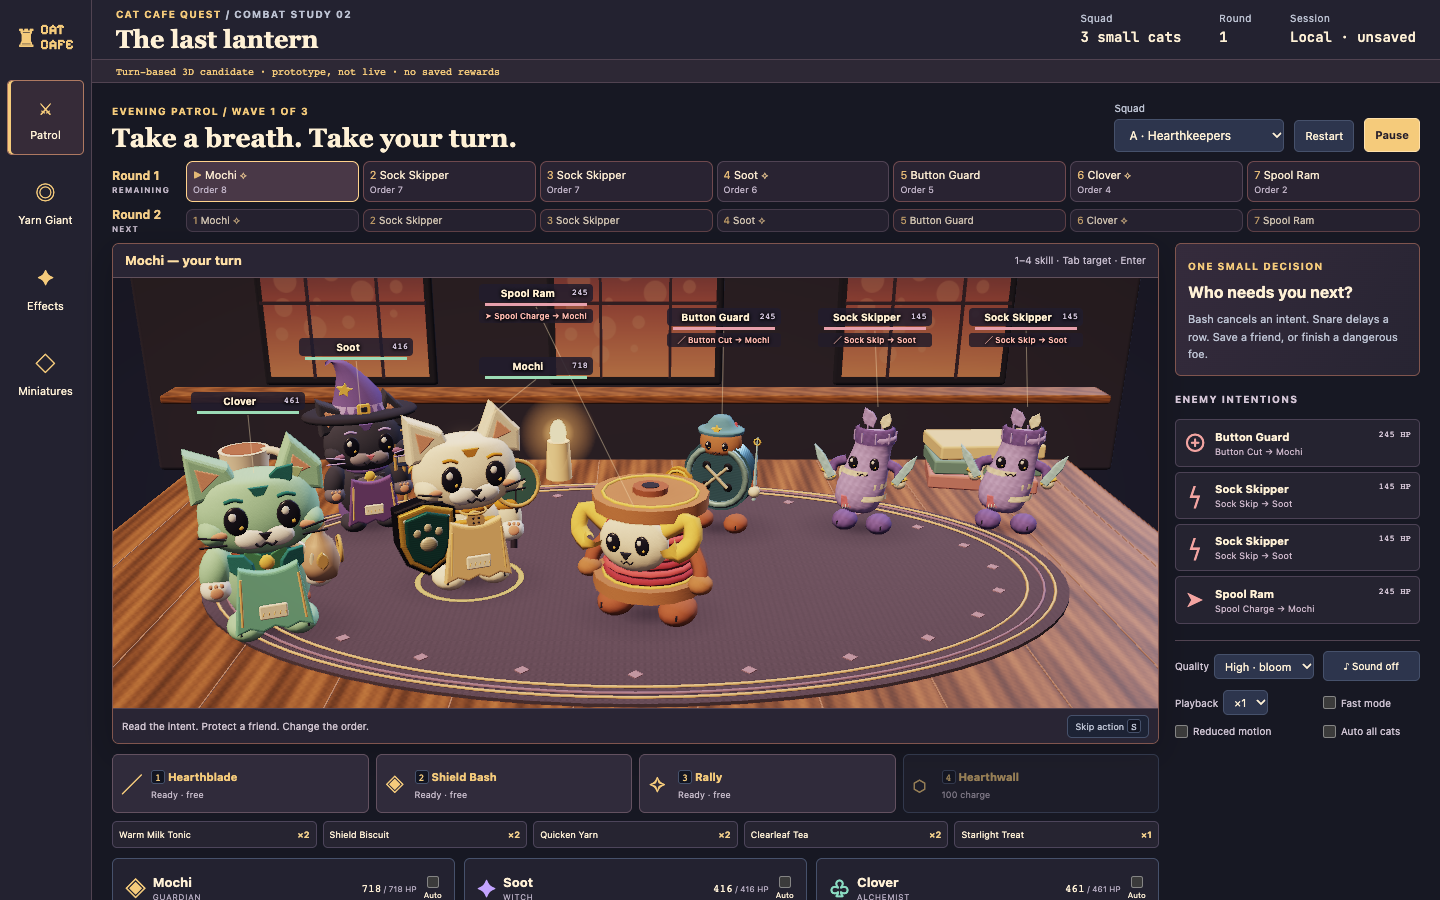 OAT
OAFE
CAT CAFE QUEST / COMBAT STUDY 02
The last lantern
Squad
3 small cats
Round
1
Session
Local · unsaved
Turn-based 3D candidate · prototype, not live · no saved rewards
Patrol
Yarn Giant
Effects
Miniatures
EVENING PATROL / WAVE 1 OF 3
Take a breath. Take your turn.
Squad
A · Hearthkeepers
Restart
Pause
Round 1
REMAINING
▶ Mochi ✧
Order 8
2 Sock Skipper
Order 7
3 Sock Skipper
Order 7
4 Soot ✧
Order 6
5 Button Guard
Order 5
6 Clover ✧
Order 4
7 Spool Ram
Order 2
Round 2
NEXT
1 Mochi ✧
2 Sock Skipper
3 Sock Skipper
4 Soot ✧
5 Button Guard
6 Clover ✧
7 Spool Ram
Mochi — your turn
1–4 skill · Tab target · Enter
Spool Ram 245
➤ Spool Charge → Mochi
Button Guard 245
⟋ Button Cut → Mochi
Sock Skipper 145
⟋ Sock Skip → Soot
Sock Skipper 145
⟋ Sock Skip → Soot
Soot 416
Mochi 718
Clover 461
Read the intent. Protect a friend. Change the order.
Skip action S
ONE SMALL DECISION
Who needs you next?
Bash cancels an intent. Snare delays a
row. Save a friend, or finish a dangerous
foe.
ENEMY INTENTIONS
Button Guard
245 HP
Button Cut → Mochi
Sock Skipper
145 HP
Sock Skip → Soot
Sock Skipper
145 HP
Sock Skip → Soot
Spool Ram
245 HP
Spool Charge → Mochi
Quality
High · bloom
♪ Sound off
Playback
×1
Fast mode
Reduced motion
Auto all cats
1 Hearthblade
Ready · free
2 Shield Bash
Ready · free
3 Rally
Ready · free
4 Hearthwall
100 charge
Warm Milk Tonic ×2
Shield Biscuit ×2
Quicken Yarn ×2
Clearleaf Tea ×2
Starlight Treat ×1
Mochi
GUARDIAN
718 / 718 HP
Auto
Soot
WITCH
416 / 416 HP
Auto
Clover
ALCHEMIST
461 / 461 HP
Auto